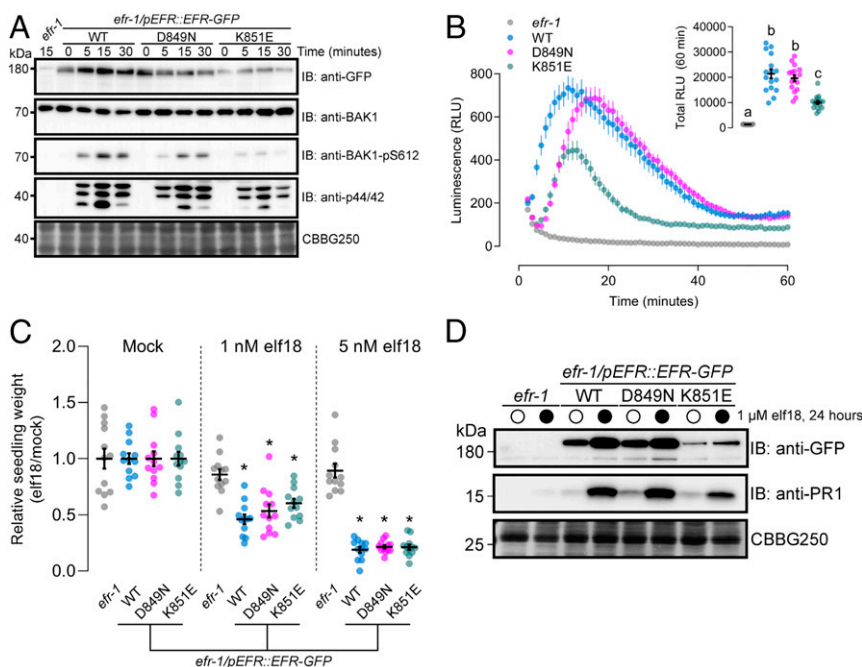 A
efr-1
efr-1/pEFR::EFR-GFP
WT D849N K851E
kDa 15 0 5 15 30 0 5 15 30 0 5 15 30 Time (minutes)
180 IB: anti-GFP
70 IB: anti-BAK1
70 IB: anti-BAK1-pS612
40 IB: anti-p44/42
40 CBBG250
B
efr-1
WT
D849N
K851E
Luminescence (RLU)
800
600
400
200
0
0 20 40 60
Time (minutes)
Total RLU (60 min)
40000
30000
20000
10000
0
a b b c
C
Relative seedling weight
(elf18/mock)
Mock 1 nM elf18 5 nM elf18
2.0
1.5
1.0
0.5
0.0
* * * * * *
efr-1 WT D849N K851E efr-1 WT D849N K851E efr-1 WT D849N K851E
efr-1/pEFR::EFR-GFP
D
efr-1/pEFR::EFR-GFP
efr-1 WT D849N K851E
1 µM elf18, 24 hours
kDa
180 IB: anti-GFP
15 IB: anti-PR1
25 CBBG250